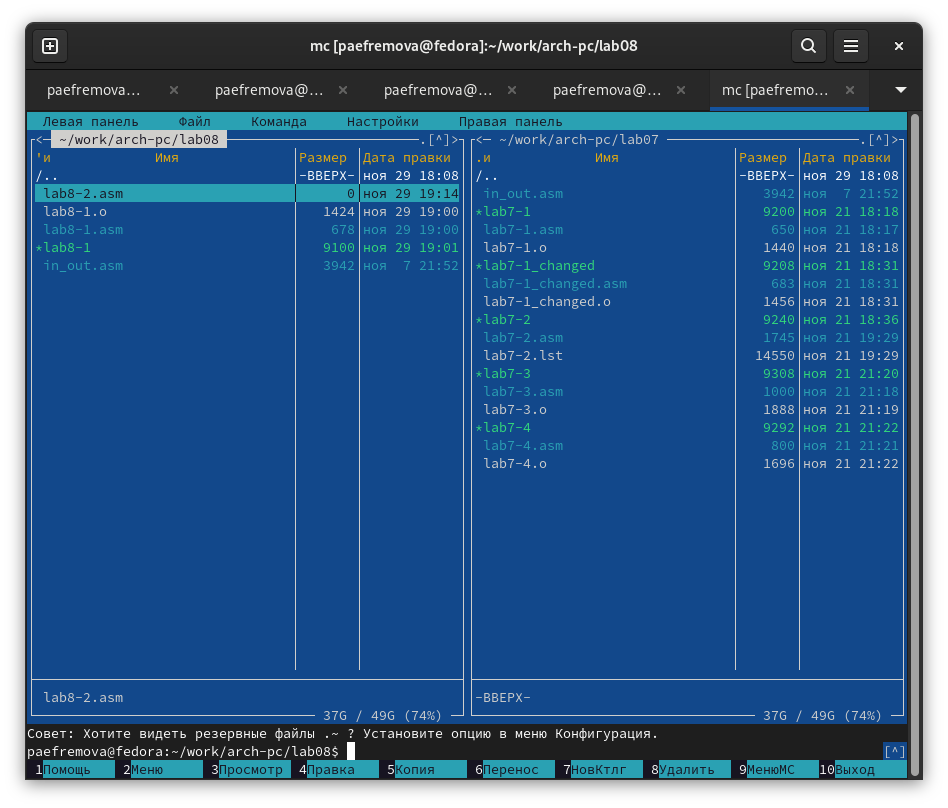 mc [paefremova@fedora]:~/work/arch-pc/lab08
paefremova… paefremova@… paefremova@… paefremova@… mc [paefremo…
Левая панель Файл Команда Настройки Правая панель
<─ ~/work/arch-pc/lab08 .[^]>
'и Имя Размер Дата правки
/.. -ВВЕРХ- ноя 29 18:08
lab8-2.asm 0 ноя 29 19:14
lab8-1.o 1424 ноя 29 19:00
lab8-1.asm 678 ноя 29 19:00
*lab8-1 9100 ноя 29 19:01
in_out.asm 3942 ноя 7 21:52
lab8-2.asm
37G / 49G (74%)
<─ ~/work/arch-pc/lab07 .[^]>
.и Имя Размер Дата правки
/.. -ВВЕРХ- ноя 29 18:08
in_out.asm 3942 ноя 7 21:52
*lab7-1 9200 ноя 21 18:18
lab7-1.asm 650 ноя 21 18:17
lab7-1.o 1440 ноя 21 18:18
*lab7-1_changed 9208 ноя 21 18:31
lab7-1_changed.asm 683 ноя 21 18:31
lab7-1_changed.o 1456 ноя 21 18:31
*lab7-2 9240 ноя 21 18:36
lab7-2.asm 1745 ноя 21 19:29
lab7-2.lst 14550 ноя 21 19:29
*lab7-3 9308 ноя 21 21:20
lab7-3.asm 1000 ноя 21 21:18
lab7-3.o 1888 ноя 21 21:19
*lab7-4 9292 ноя 21 21:22
lab7-4.asm 800 ноя 21 21:21
lab7-4.o 1696 ноя 21 21:22
-ВВЕРХ-
37G / 49G (74%)
Совет: Хотите видеть резервные файлы .~ ? Установите опцию в меню Конфигурация.
paefremova@fedora:~/work/arch-pc/lab08$ [^]
1Помощь 2Меню 3Просмотр 4Правка 5Копия 6Перенос 7НовКтлг 8Удалить 9МенюМС 10Выход